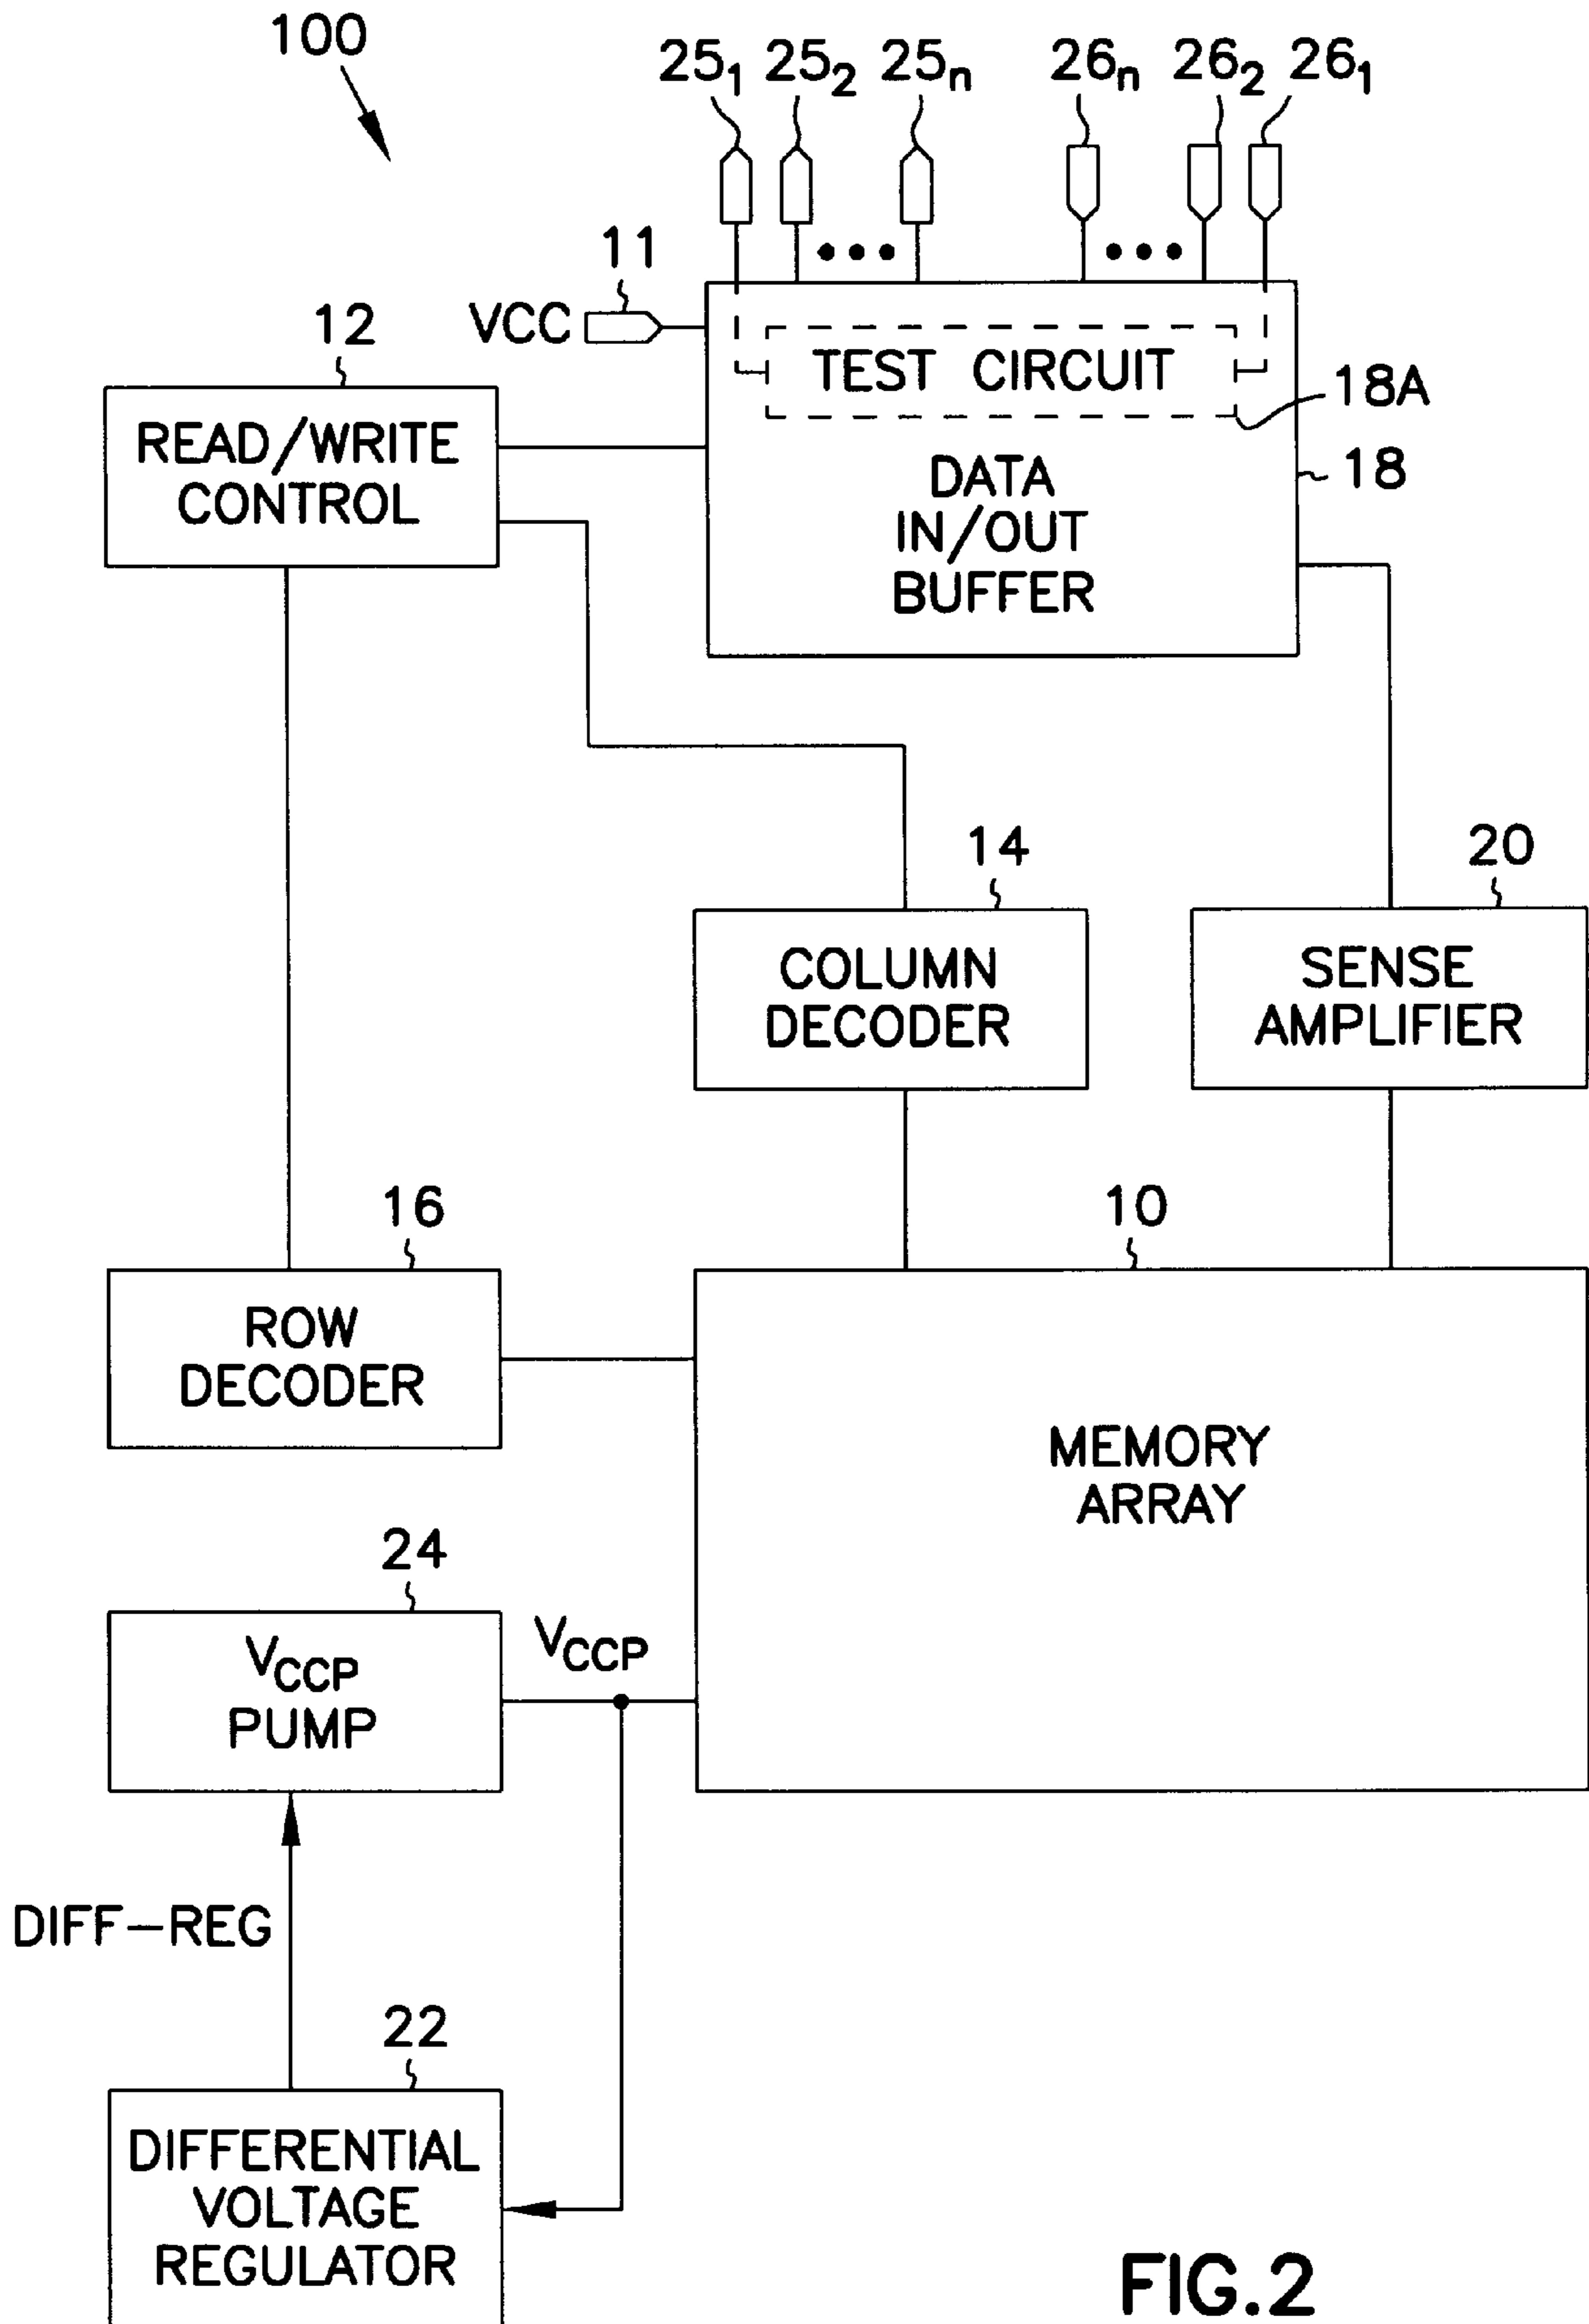 100
25₁ 25₂ 25ₙ 26ₙ 26₂ 26₁
11
VCC
12
TEST CIRCUIT
18A
READ/WRITE
CONTROL
18
DATA
IN/OUT
BUFFER
14
20
COLUMN
DECODER
SENSE
AMPLIFIER
16
10
ROW
DECODER
MEMORY
ARRAY
24
V_CCP
PUMP
V_CCP
DIFF-REG
22
DIFFERENTIAL
VOLTAGE
REGULATOR
FIG.2